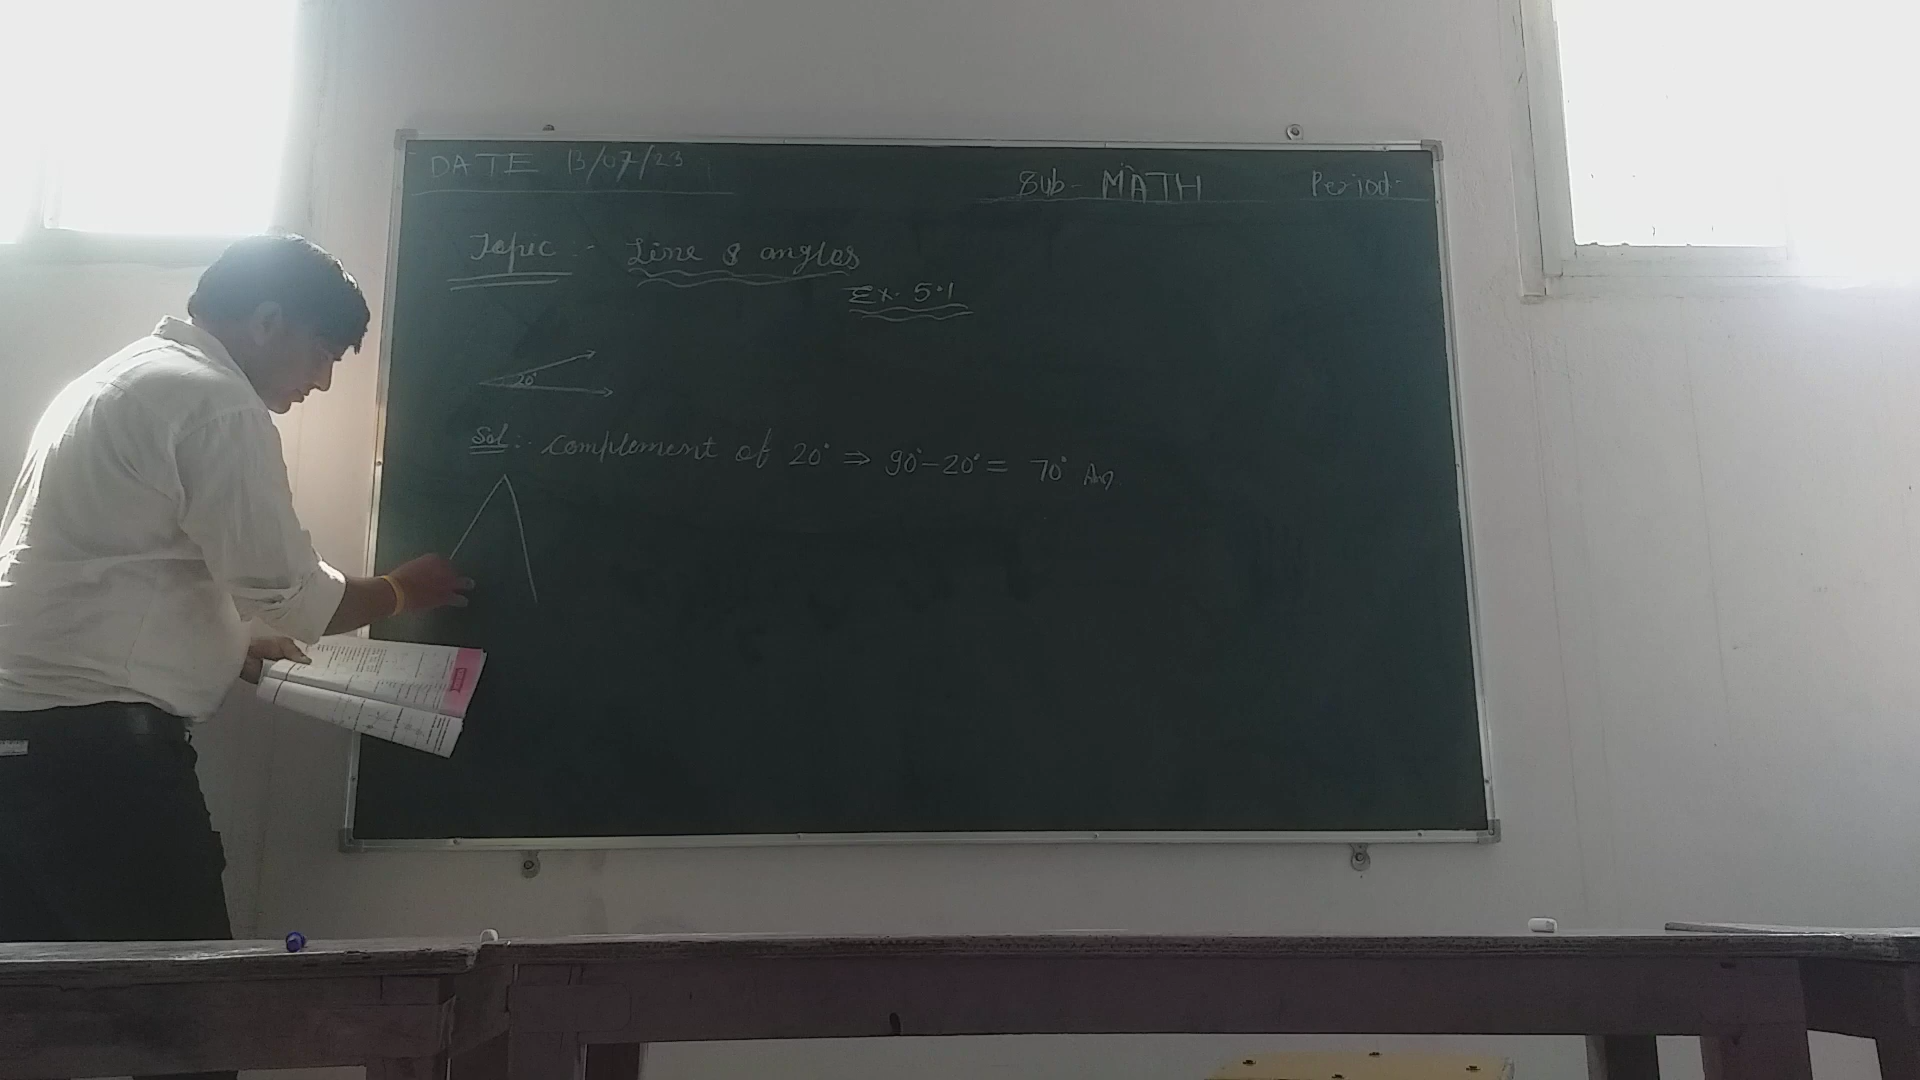 DATE 13/07/23
Sub- MATH Period-
Topic :- Line & angles
Ex. 5.1
20°
Sol :- Complement of 20° ⇒ 90°-20° = 70° Ans